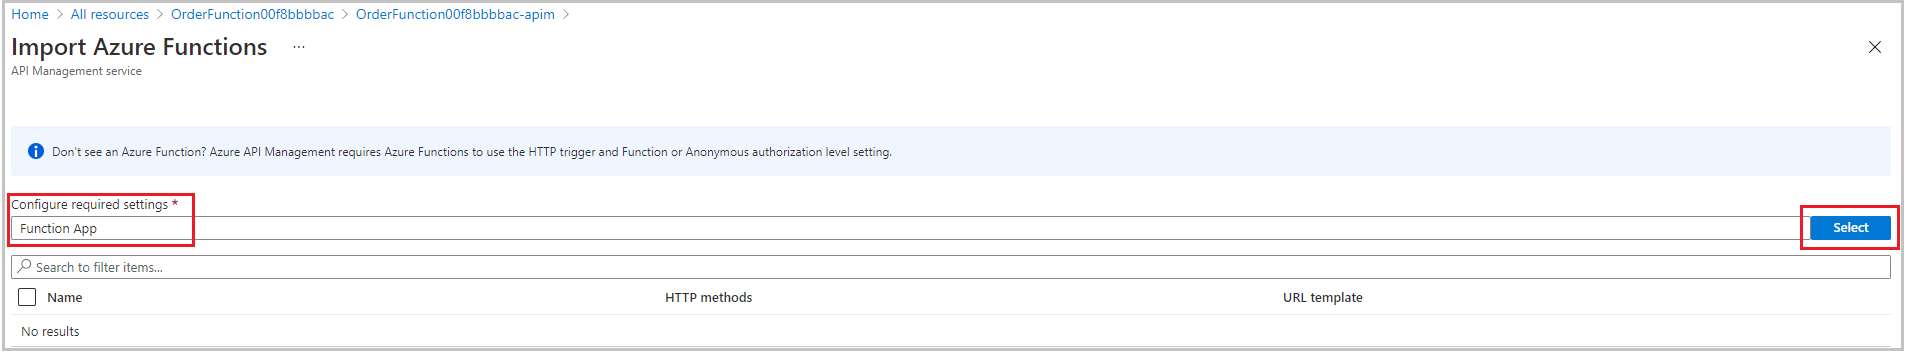 Home > All resources > OrderFunction00f8bbbbac > OrderFunction00f8bbbbac-apim >
Import Azure Functions ...
API Management service
Don't see an Azure Function? Azure API Management requires Azure Functions to use the HTTP trigger and Function or Anonymous authorization level setting.
Configure required settings *
Function App Select
Search to filter items...
Name HTTP methods URL template
No results